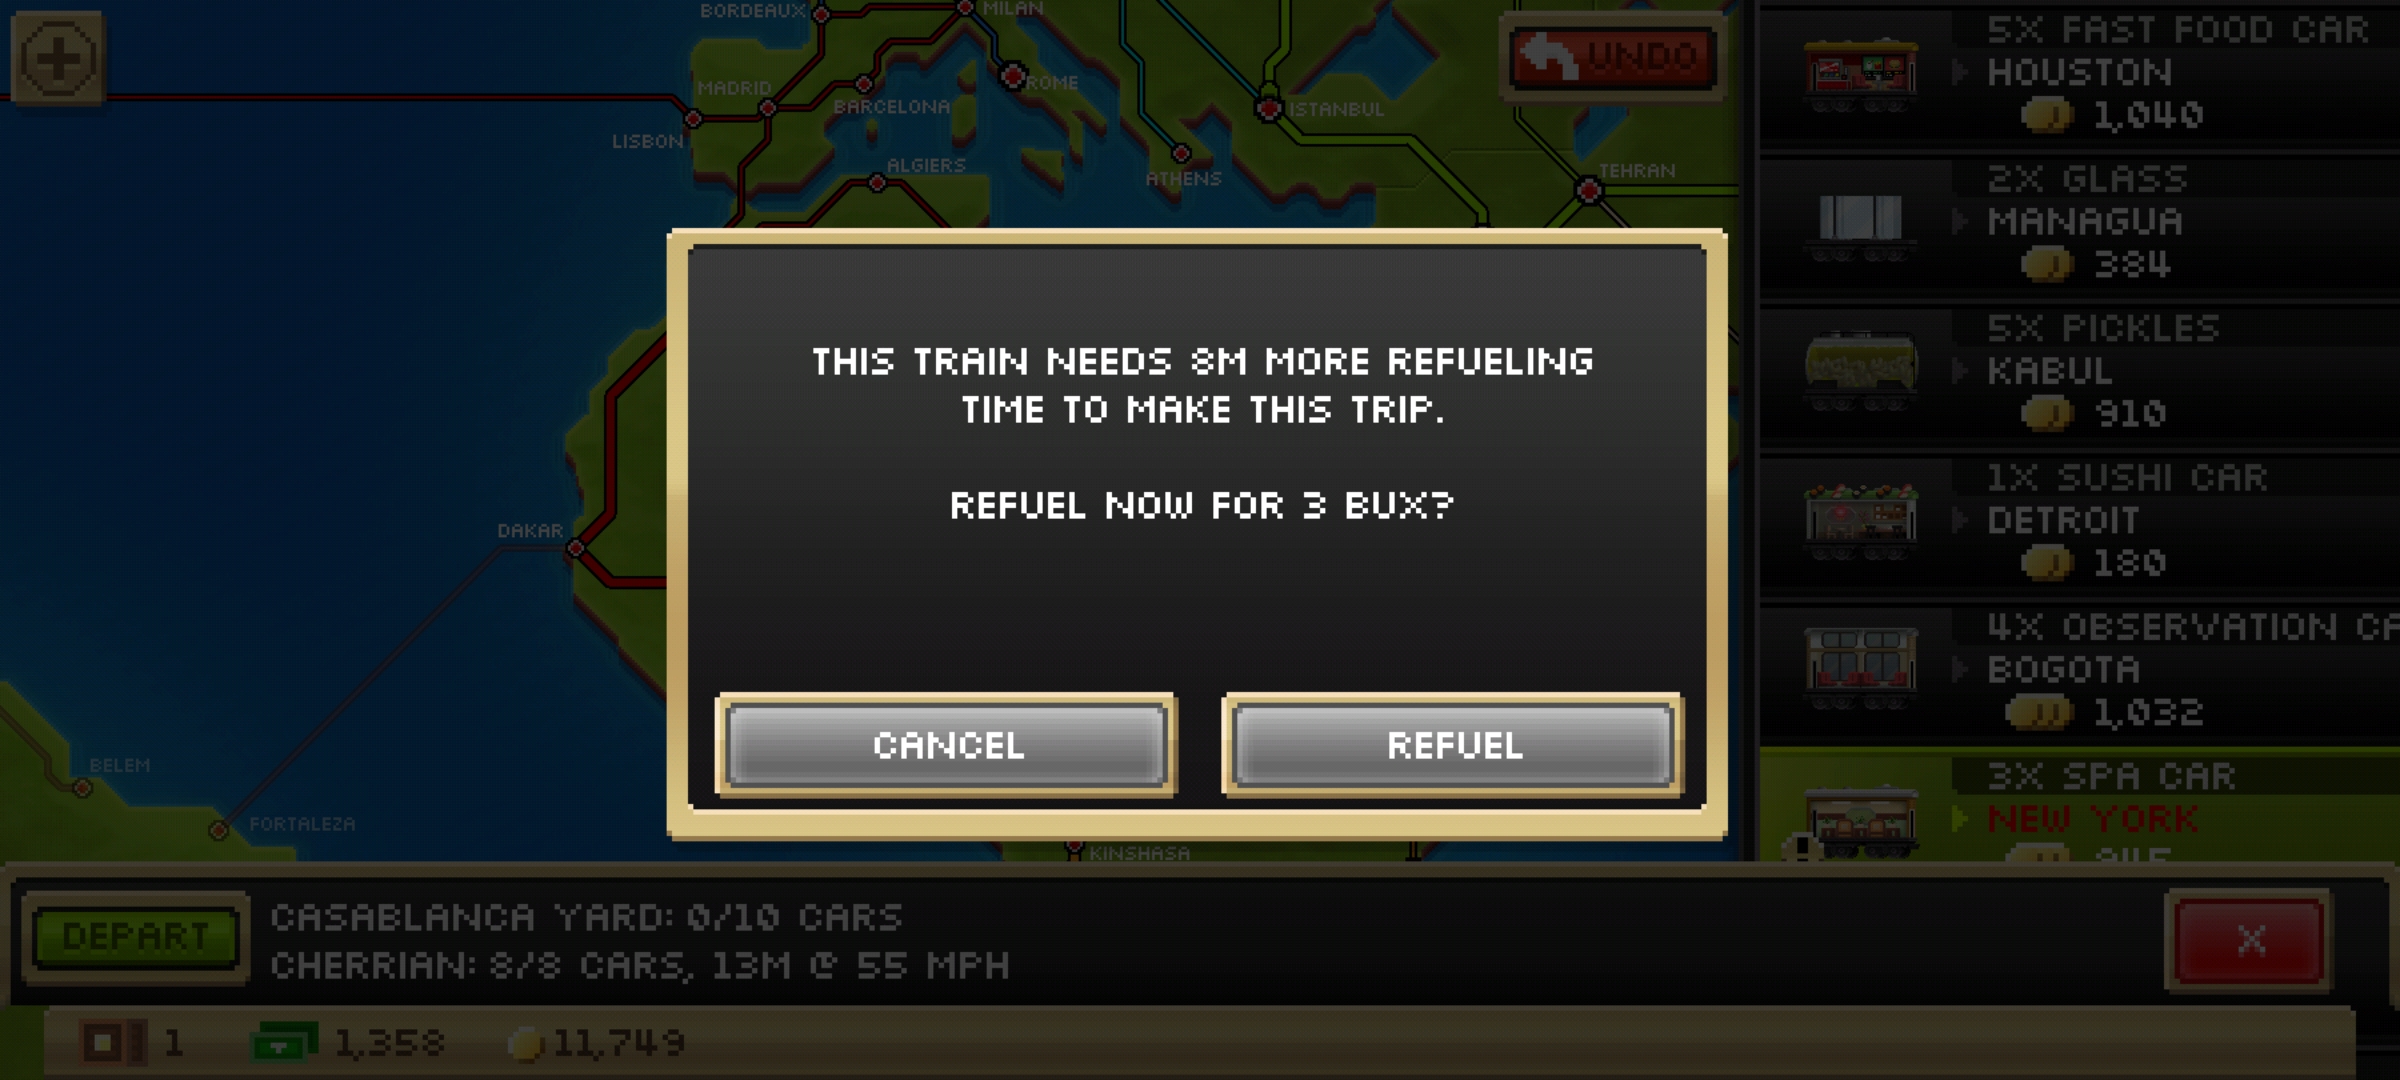 BORDEAUX
MILAN
MADRID
BARCELONA
ROME
LISBON
ALGIERS
ATHENS
ISTANBUL
TEHRAN
UNDO
5X FAST FOOD CAR
HOUSTON
1,040
2X GLASS
MANAGUA
384
5X PICKLES
KABUL
910
1X SUSHI CAR
DETROIT
180
4X OBSERVATION CA
BOGOTA
1,032
3X SPA CAR
NEW YORK
THIS TRAIN NEEDS 8M MORE REFUELING
TIME TO MAKE THIS TRIP.
REFUEL NOW FOR 3 BUX?
CANCEL
REFUEL
DAKAR
BELEM
FORTALEZA
KINSHASA
DEPART
CASABLANCA YARD: 0/10 CARS
CHERRIAN: 8/8 CARS, 13M @ 55 MPH
X
1
1,358
11,749